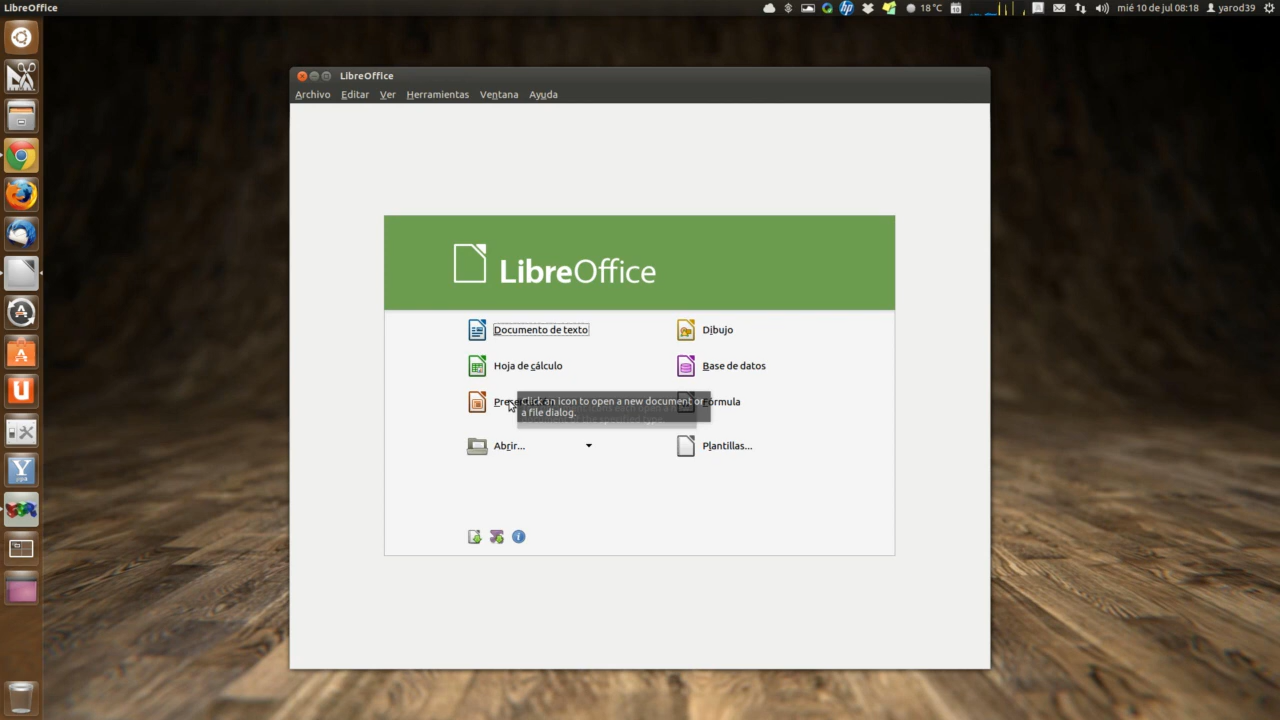 LibreOffice
18°C
10
A
mié 10 de jul 08:18
yarod39
LibreOffice
Archivo Editar Ver Herramientas Ventana Ayuda
LibreOffice
Documento de texto
Dibujo
Hoja de cálculo
Base de datos
Click an icon to open a new document or
a file dialog.
Fórmula
Abrir...
Plantillas...